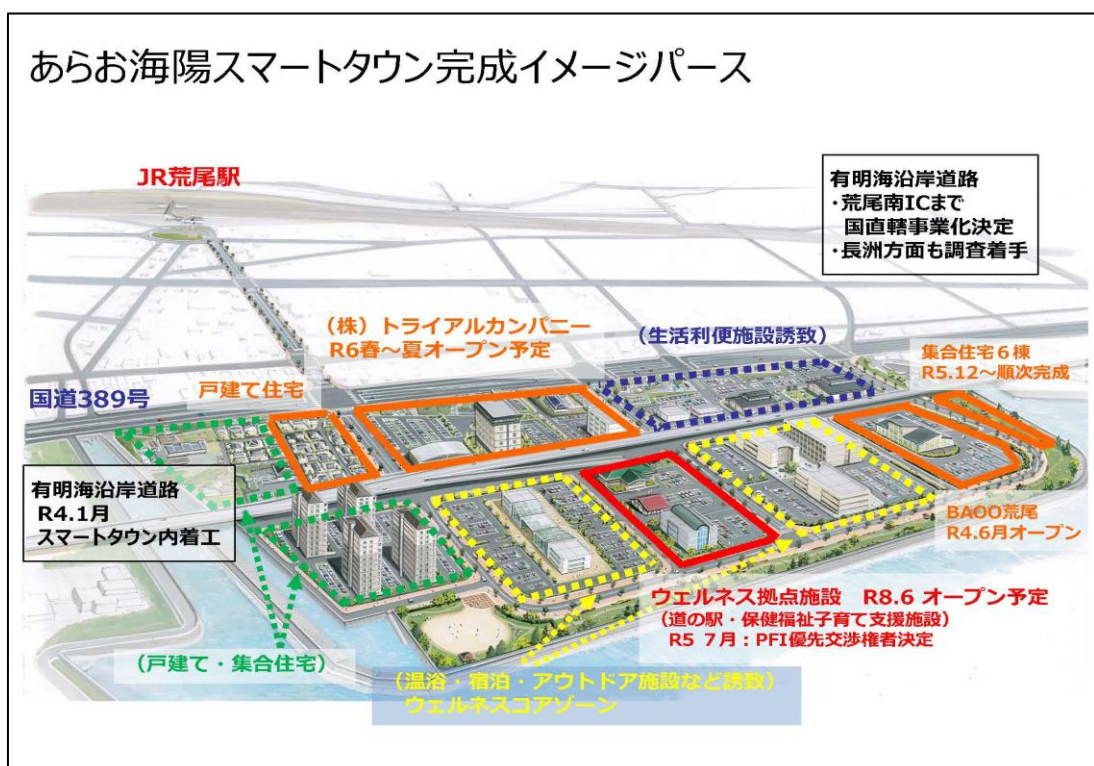 あらお海陽スマートタウン完成イメージパース
JR荒尾駅
有明海沿岸道路
・荒尾南ICまで
国直轄事業化決定
・長洲方面も調査着手
（株）トライアルカンパニー
R6春～夏オープン予定
（生活利便施設誘致）
集合住宅６棟
R5.12～順次完成
戸建て住宅
国道389号
有明海沿岸道路
R4.1月
スマートタウン内着工
BAOO荒尾
R4.6月オープン
ウェルネス拠点施設　R8.6 オープン予定
（道の駅・保健福祉子育て支援施設）
R5 7月：PFI優先交渉権者決定
（戸建て・集合住宅）
（温浴・宿泊・アウトドア施設など誘致）
ウェルネスコアゾーン